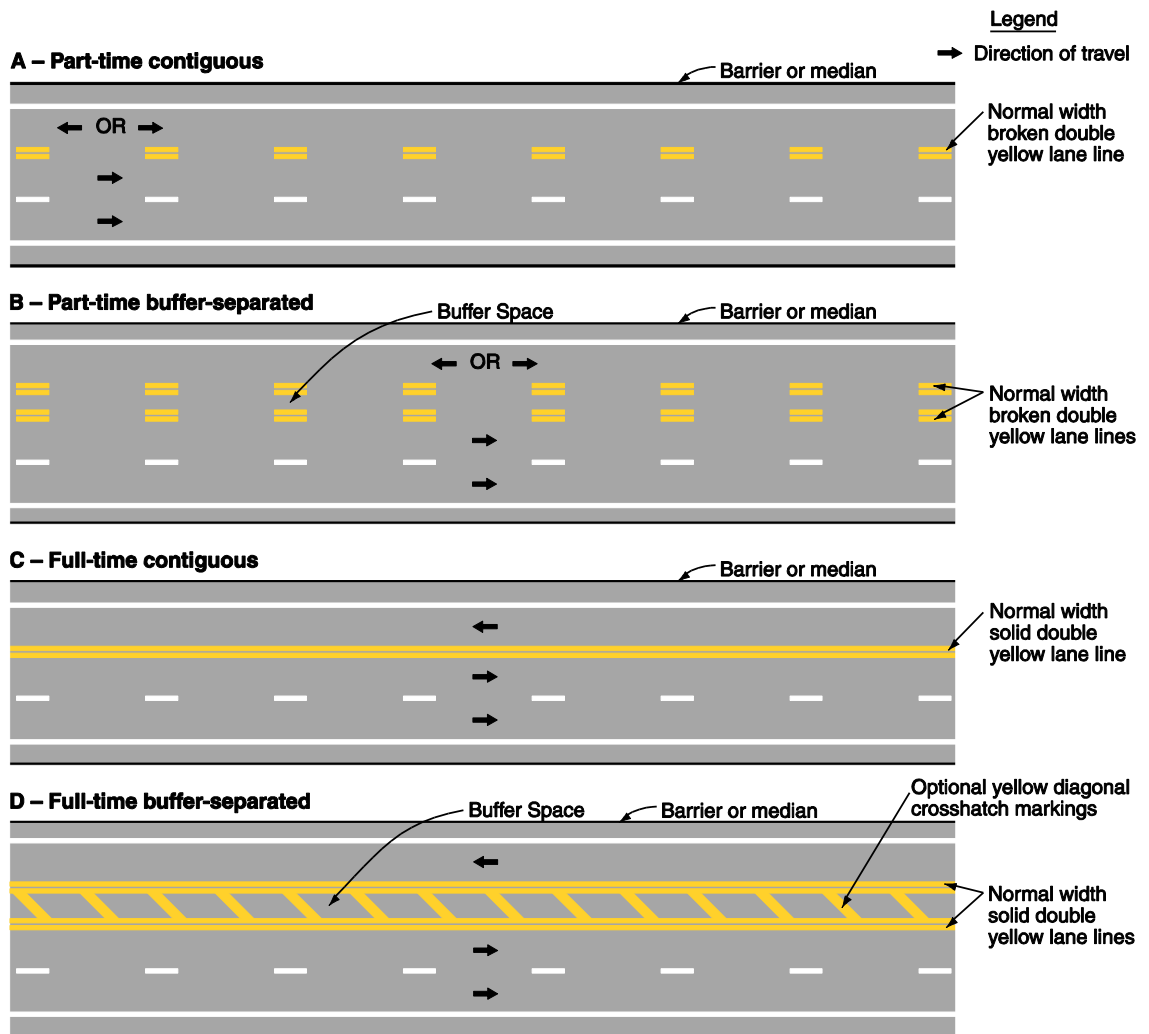 Legend
Direction of travel
A – Part-time contiguous
Barrier or median
OR
Normal width
broken double
yellow lane line
B – Part-time buffer-separated
Buffer Space
Barrier or median
OR
Normal width
broken double
yellow lane lines
C – Full-time contiguous
Barrier or median
Normal width
solid double
yellow lane line
D – Full-time buffer-separated
Buffer Space
Barrier or median
Optional yellow diagonal
crosshatch markings
Normal width
solid double
yellow lane lines